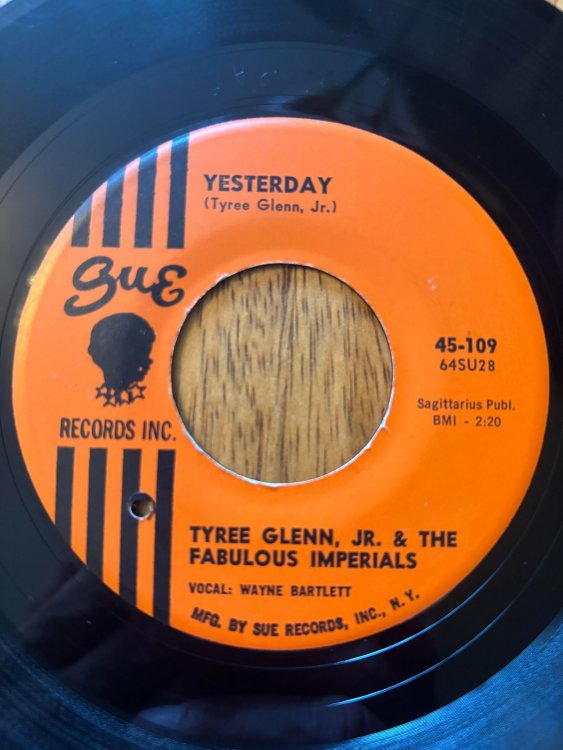 YESTERDAY
(Tyree Glenn, Jr.)
Sue
RECORDS INC.
45-109
64SU28
Sagittarius Publ.
BMI - 2:20
TYREE GLENN, JR. & THE
FABULOUS IMPERIALS
VOCAL: WAYNE BARTLETT
MFG. BY SUE RECORDS, INC., N. Y.